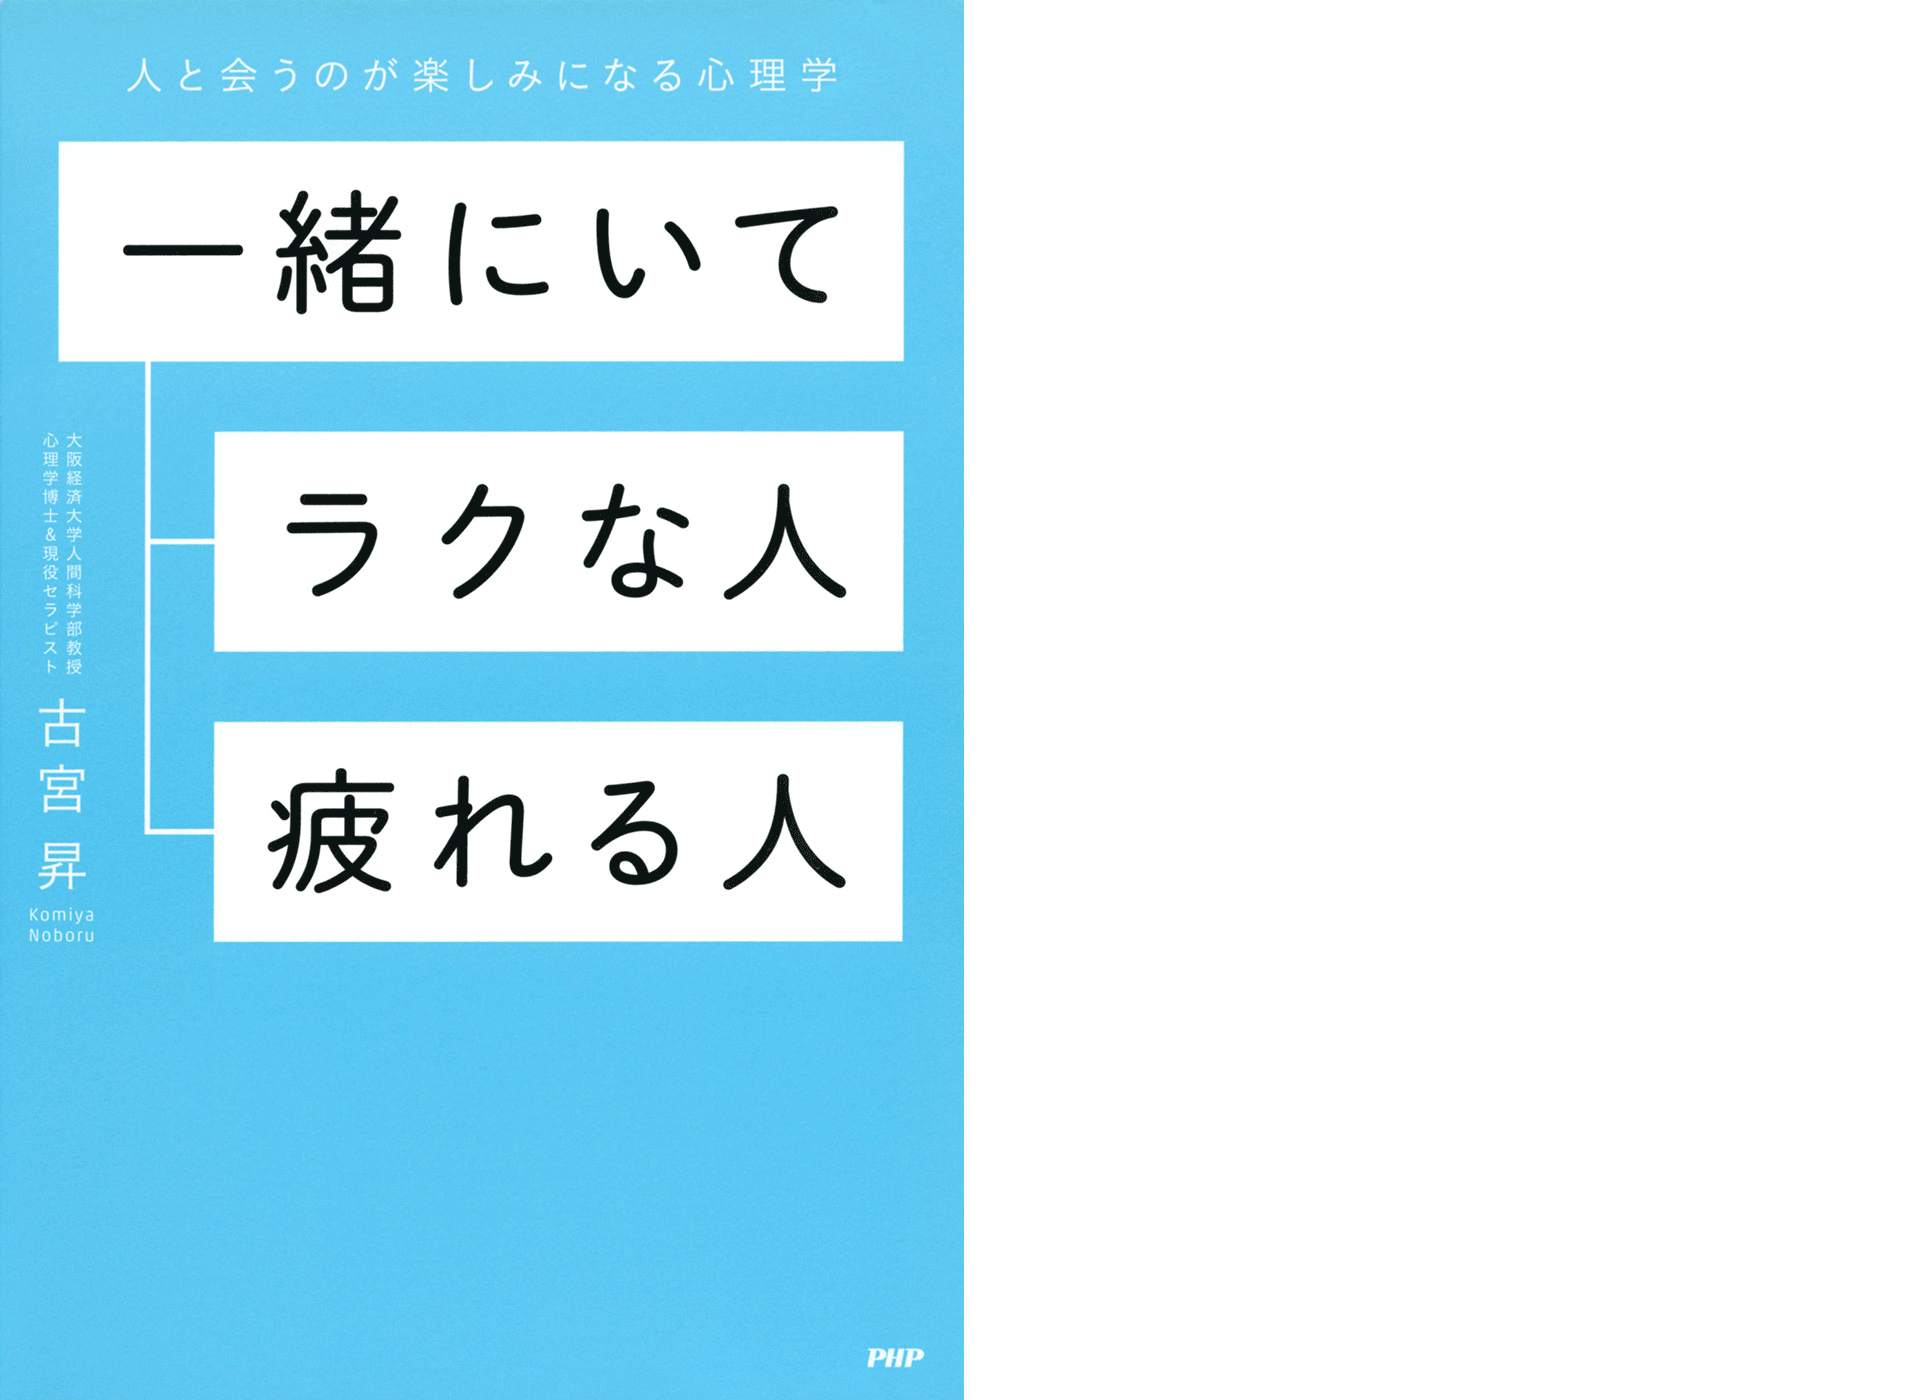 人と会うのが楽しみになる心理学
一緒にいて
ラクな人
疲れる人
大阪経済大学人間科学部教授
心理学博士&現役セラピスト
古宮 昇
Komiya
Noboru
PHP